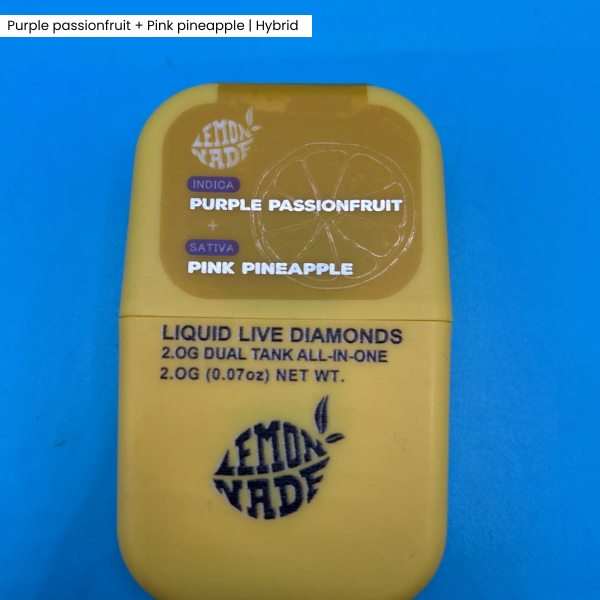 Purple passionfruit + Pink pineapple | Hybrid
LEMON
NADE
INDICA
PURPLE PASSIONFRUIT
+
SATIVA
PINK PINEAPPLE
LIQUID LIVE DIAMONDS
2.0G DUAL TANK ALL-IN-ONE
2.0G (0.07oz) NET WT.
LEMON
NADE